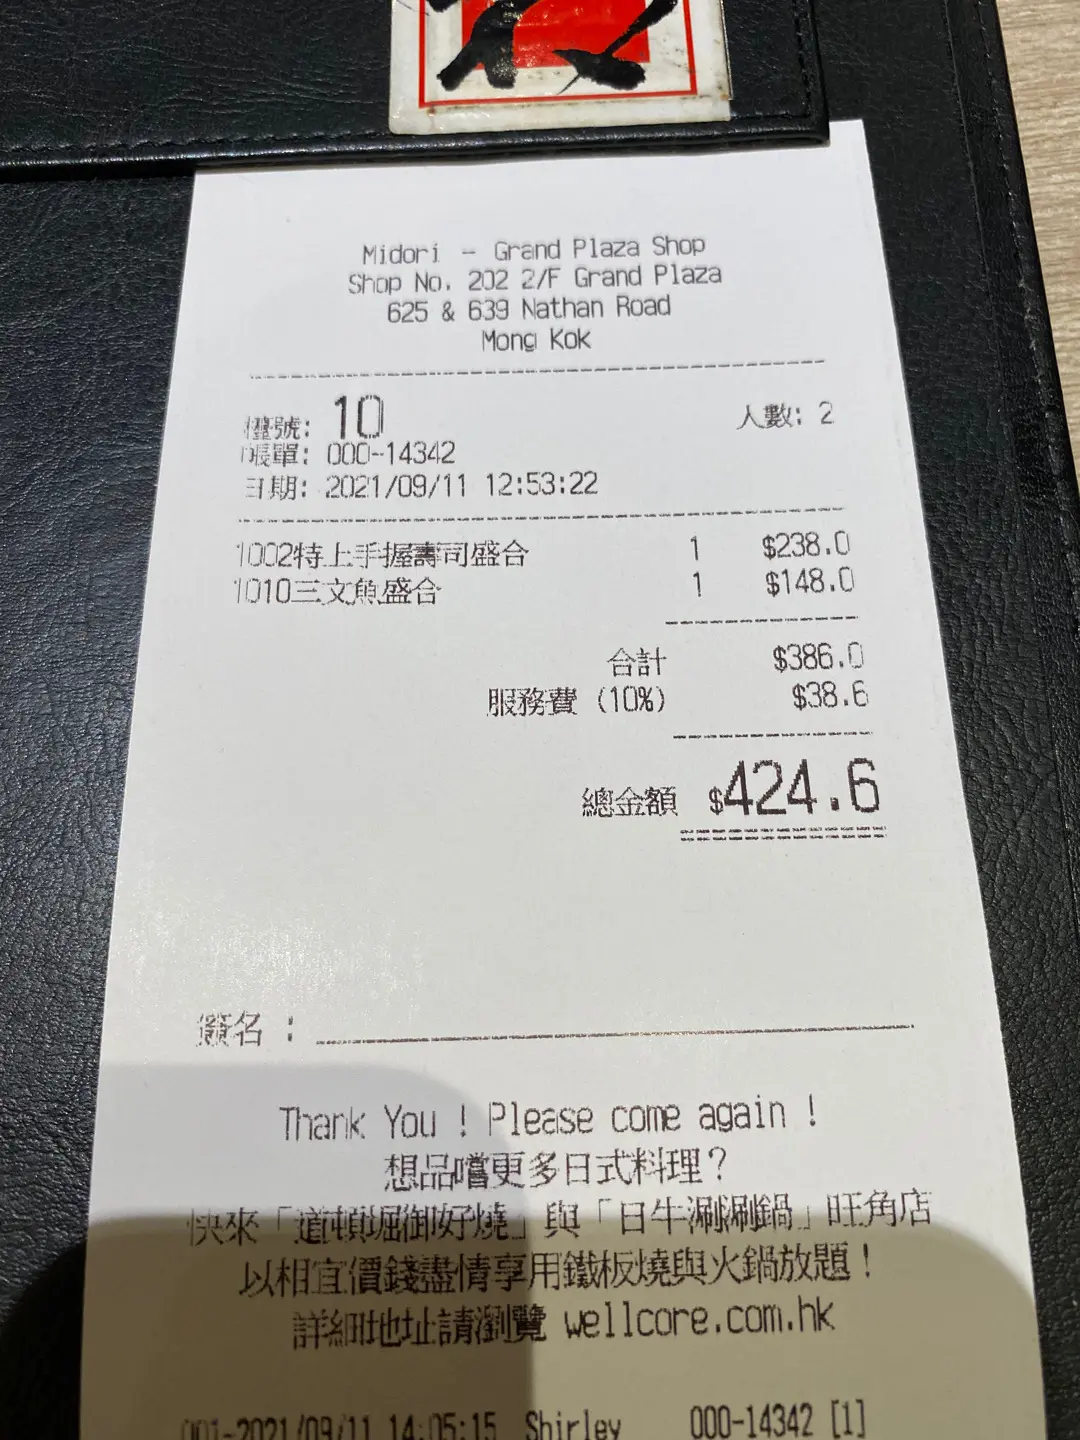 Midori - Grand Plaza Shop
Shop No. 202 2/F Grand Plaza
625 & 639 Nathan Road
Mong Kok
檯號: 10 人數: 2
帳單: 000-14342
日期: 2021/09/11 12:53:22
1002特上手握壽司盛合 1 $238.0
1010三文魚盛合 1 $148.0
合計 $386.0
服務費 (10%) $38.6
總金額 $424.6
簽名 :
Thank You ! Please come again !
想品嚐更多日式料理?
快來「道頓堀御好燒」與「日牛涮涮鍋」旺角店
以相宜價錢盡情享用鐵板燒與火鍋放題!
詳細地址請瀏覽 wellcore.com.hk
001-2021/09/11 14:05:15 Shirley 000-14342 [1]